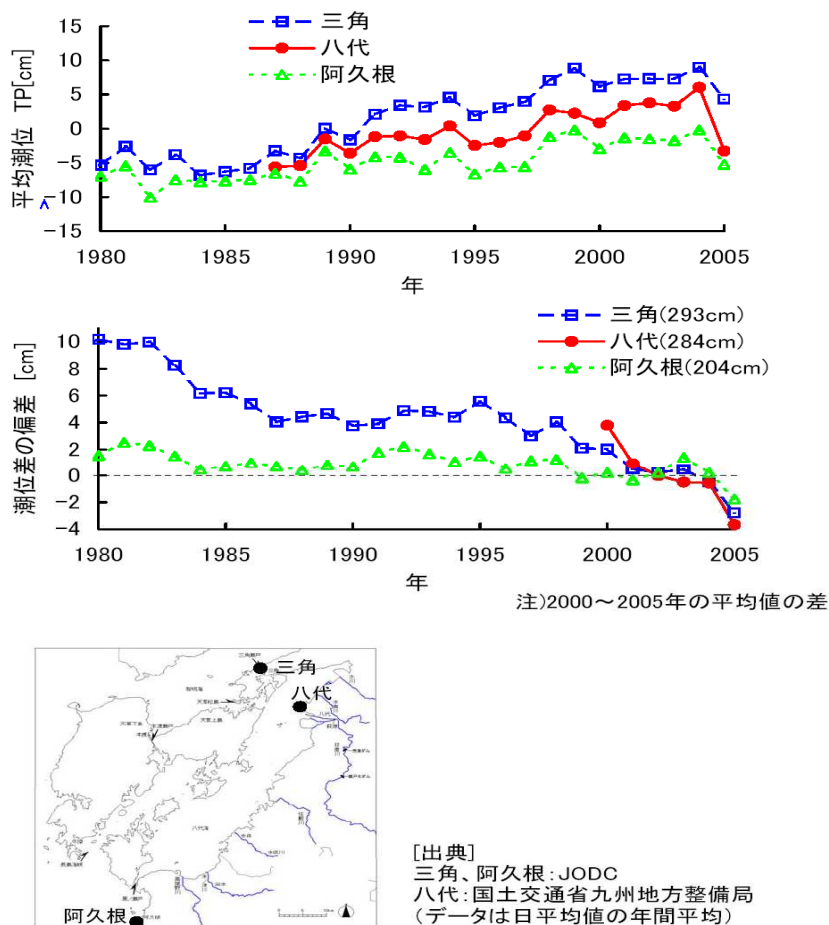 平均潮位 TP[cm]
15
10
5
0
−5
−10
−15
三角
八代
阿久根
1980 1985 1990 1995 2000 2005
年
潮位差の偏差 [cm]
10
8
6
4
2
0
−2
−4
三角(293cm)
八代(284cm)
阿久根(204cm)
1980 1985 1990 1995 2000 2005
年
注)2000～2005年の平均値の差
三角
八代
八代海
阿久根
[出典]
三角、阿久根:JODC
八代:国土交通省九州地方整備局
(データは日平均値の年間平均)